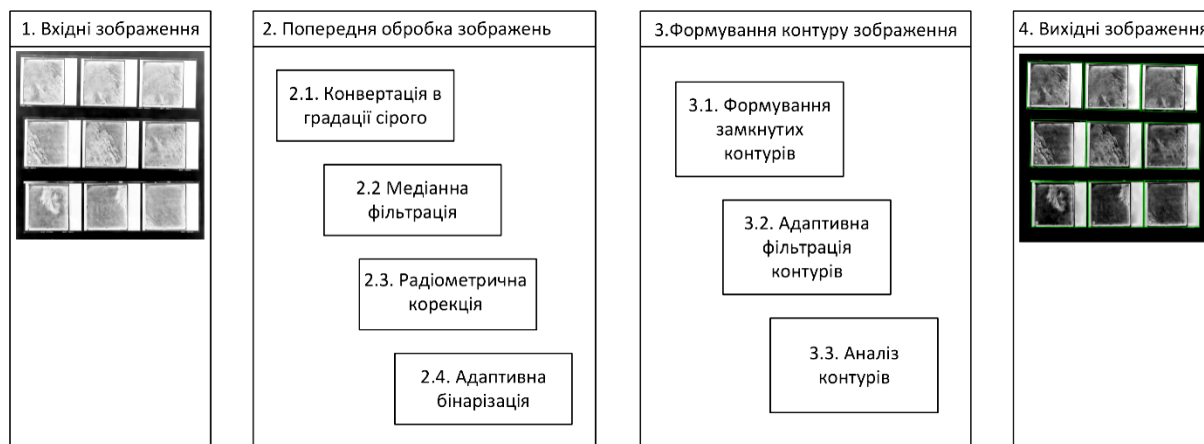 1. Вхідні зображення
2. Попередня обробка зображень
2.1. Конвертація в
градації сірого
2.2 Медіанна
фільтрація
2.3. Радіометрична
корекція
2.4. Адаптивна
бінарізація
3.Формування контуру зображення
3.1. Формування
замкнутих
контурів
3.2. Адаптивна
фільтрація
контурів
3.3. Аналіз
контурів
4. Вихідні зображення